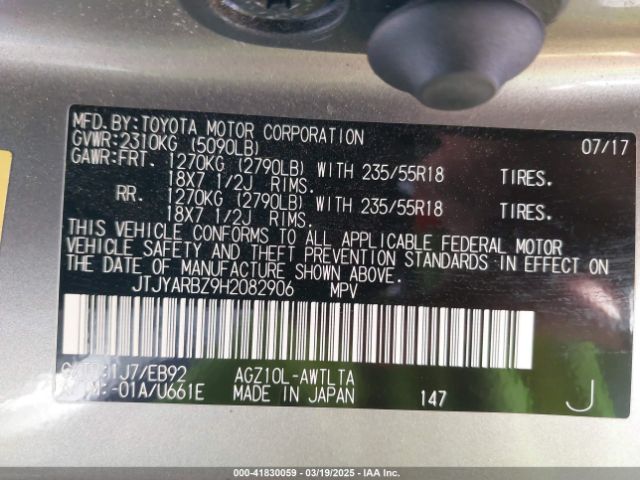 MFD.BY:TOYOTA MOTOR CORPORATION 07/17
GVWR:2310KG (5090LB)
GAWR:FRT. 1270KG (2790LB) WITH 235/55R18 TIRES.
18X7 1/2J RIMS.
RR. 1270KG (2790LB) WITH 235/55R18 TIRES.
18X7 1/2J RIMS.
THIS VEHICLE CONFORMS TO ALL APPLICABLE FEDERAL MOTOR
VEHICLE SAFETY AND THEFT PREVENTION STANDARDS IN EFFECT ON
THE DATE OF MANUFACTURE SHOWN ABOVE.
JTJYARBZ9H2082906 MPV
1J7/EB92 AGZ10L-AWTLTA
-01A/U661E MADE IN JAPAN 147 J
000-41830059 — 03/19/2025 — IAA Inc.